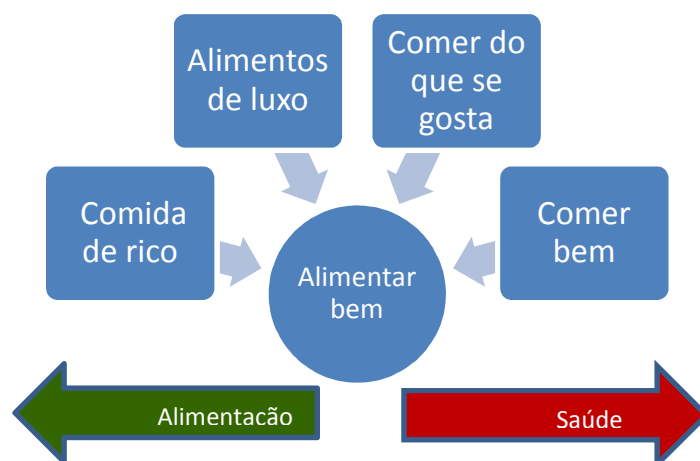 Alimentos
de luxo
Comer do
que se
gosta
Comida
de rico
Comer
bem
Alimentar
bem
Alimentacão
Saúde